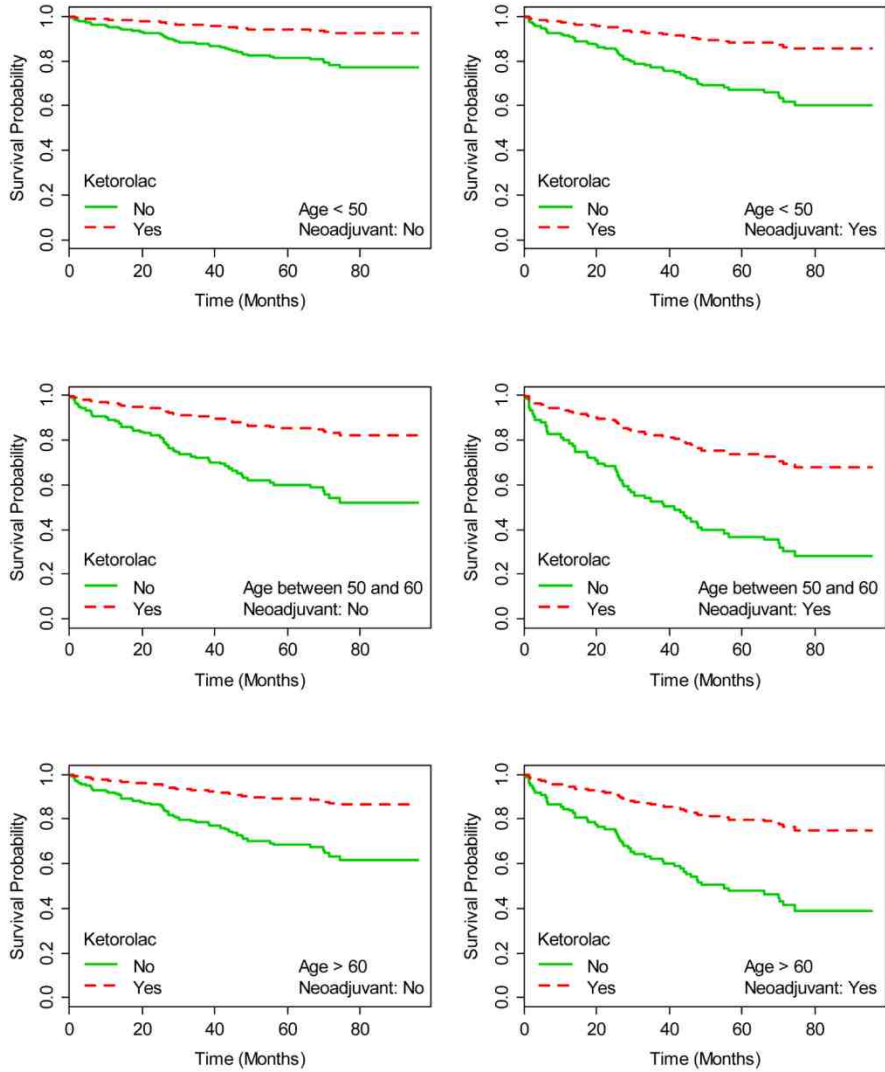 Survival Probability
0.0 0.2 0.4 0.6 0.8 1.0
Ketorolac
No
Yes
Age < 50
Neoadjuvant: No
0 20 40 60 80
Time (Months)
Survival Probability
0.0 0.2 0.4 0.6 0.8 1.0
Ketorolac
No
Yes
Age < 50
Neoadjuvant: Yes
0 20 40 60 80
Time (Months)
Survival Probability
0.0 0.2 0.4 0.6 0.8 1.0
Ketorolac
No
Yes
Age between 50 and 60
Neoadjuvant: No
0 20 40 60 80
Time (Months)
Survival Probability
0.0 0.2 0.4 0.6 0.8 1.0
Ketorolac
No
Yes
Age between 50 and 60
Neoadjuvant: Yes
0 20 40 60 80
Time (Months)
Survival Probability
0.0 0.2 0.4 0.6 0.8 1.0
Ketorolac
No
Yes
Age > 60
Neoadjuvant: No
0 20 40 60 80
Time (Months)
Survival Probability
0.0 0.2 0.4 0.6 0.8 1.0
Ketorolac
No
Yes
Age > 60
Neoadjuvant: Yes
0 20 40 60 80
Time (Months)